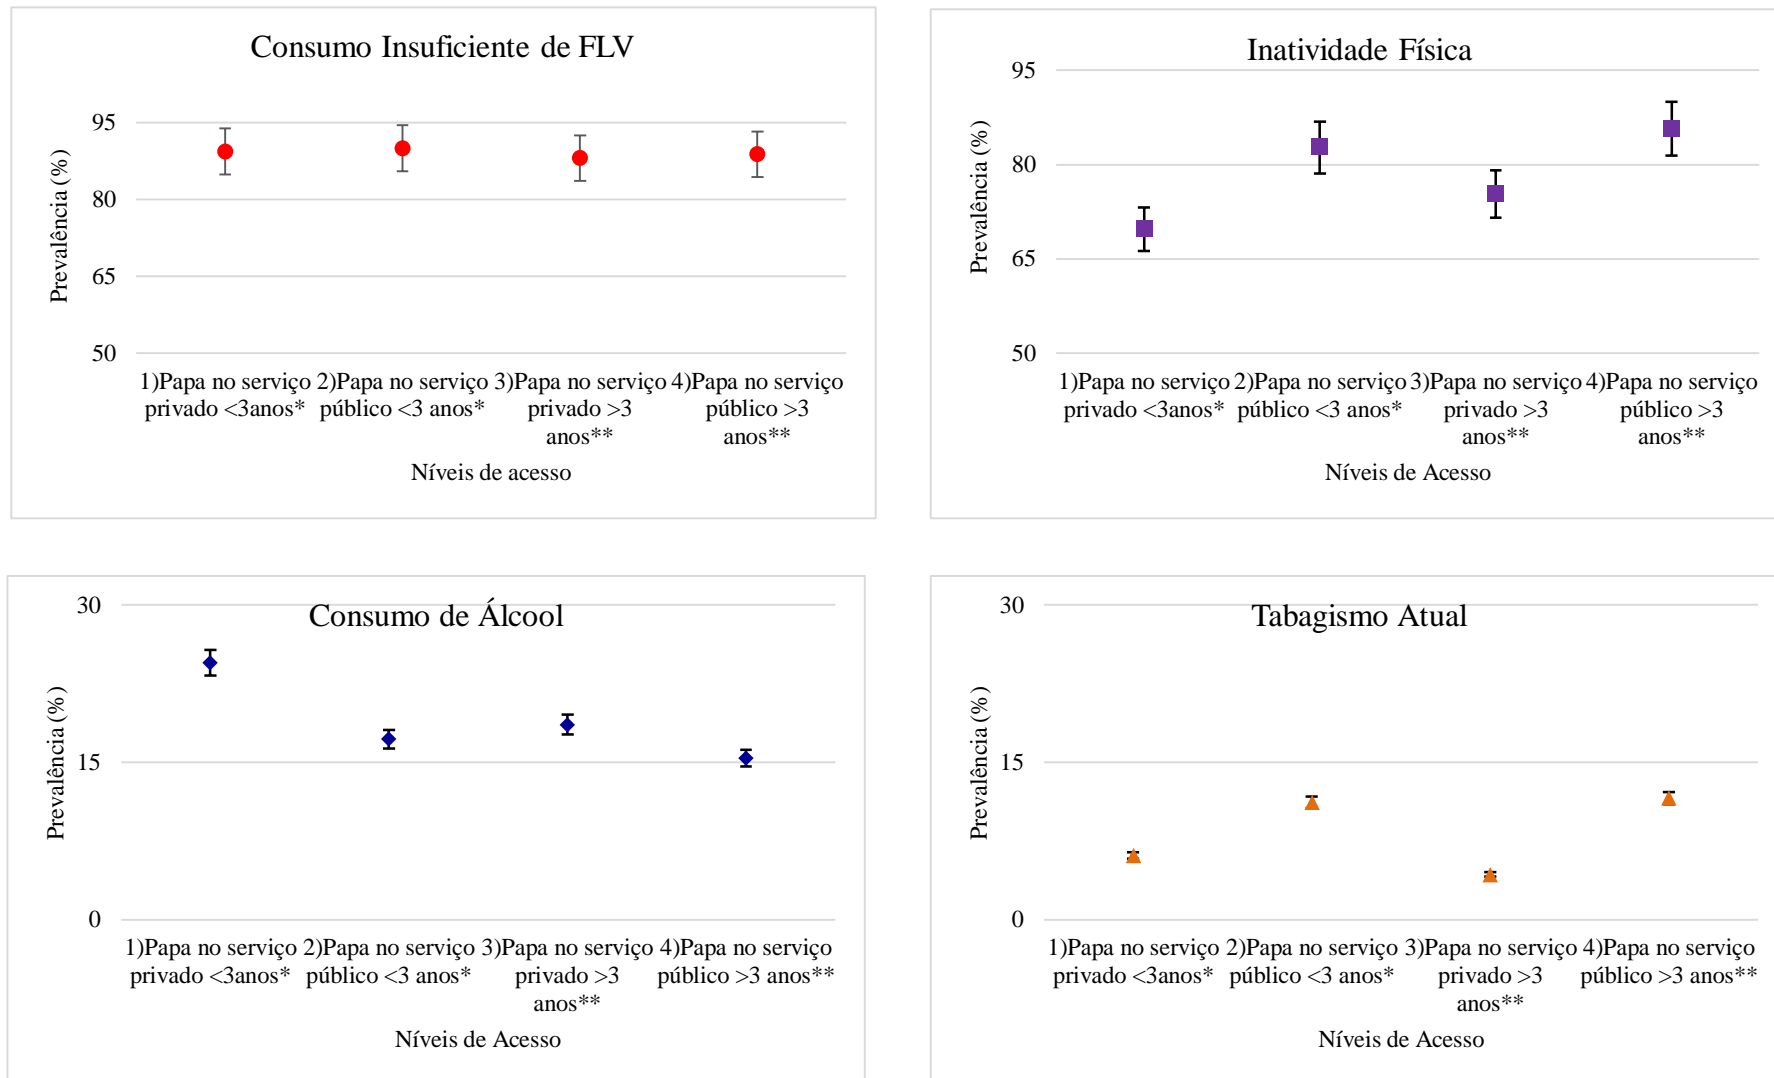 Consumo Insuficiente de FLV
95
80
65
50
Prevalência (%)
1)Papa no serviço 2)Papa no serviço 3)Papa no serviço 4)Papa no serviço
privado <3anos* público <3 anos* privado >3 público >3
anos** anos**
Níveis de acesso
Inatividade Física
95
80
65
50
Prevalência (%)
1)Papa no serviço 2)Papa no serviço 3)Papa no serviço 4)Papa no serviço
privado <3anos* público <3 anos* privado >3 público >3
anos** anos**
Níveis de Acesso
Consumo de Álcool
30
15
0
Prevalência (%)
1)Papa no serviço 2)Papa no serviço 3)Papa no serviço 4)Papa no serviço
privado <3anos* público <3 anos* privado >3 público >3 anos**
anos**
Níveis de Acesso
Tabagismo Atual
30
15
0
Prevalência (%)
1)Papa no serviço 2)Papa no serviço 3)Papa no serviço 4)Papa no serviço
privado <3anos* público <3 anos* privado >3 público >3 anos**
anos**
Níveis de Acesso